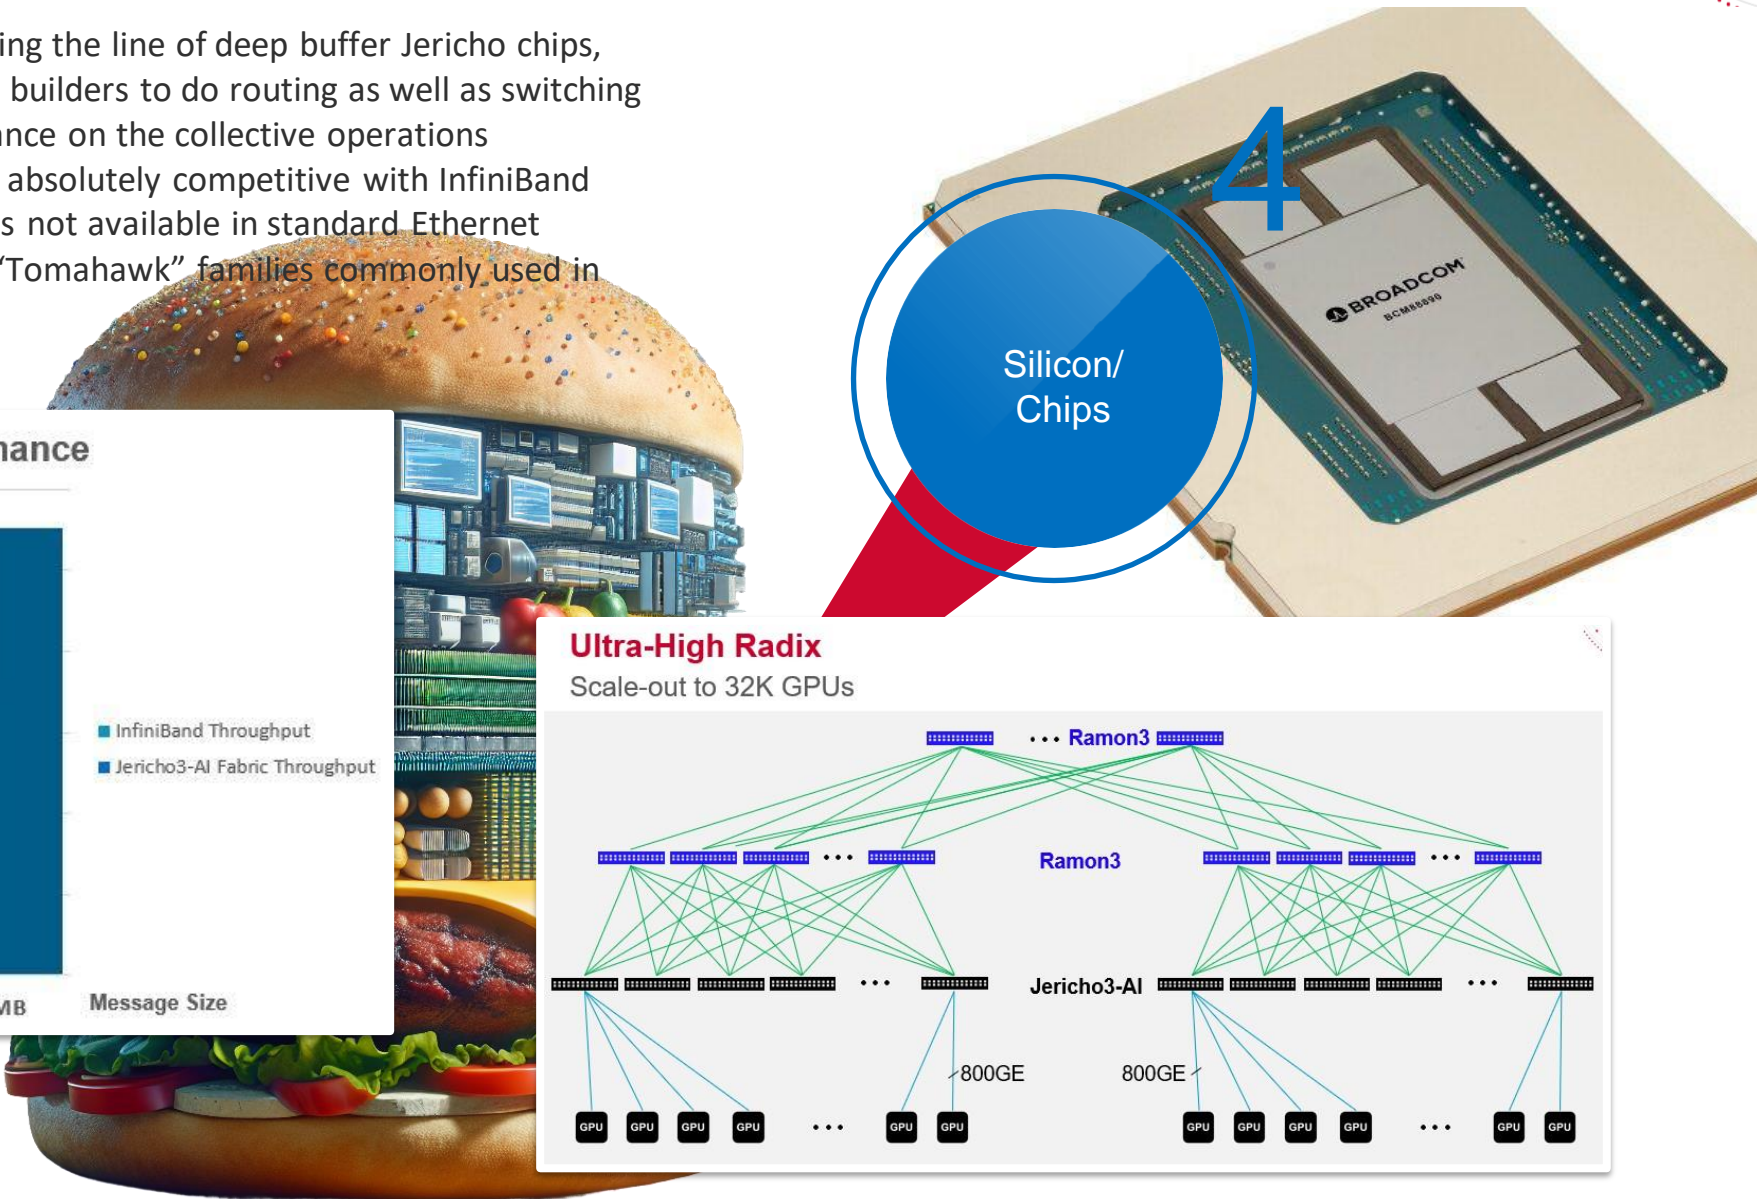 ing the line of deep buffer Jericho chips,
builders to do routing as well as switching
ance on the collective operations
absolutely competitive with InfiniBand
s not available in standard Ethernet
“Tomahawk” families commonly used in
4
Silicon/
Chips
BROADCOM
BCM88890
nance
InfiniBand Throughput
Jericho3-AI Fabric Throughput
MB
Message Size
Ultra-High Radix
Scale-out to 32K GPUs
··· Ramon3
···
Ramon3
···
···
Jericho3-AI
···
800GE
800GE
GPU GPU GPU GPU ··· GPU GPU
GPU GPU GPU GPU ··· GPU GPU